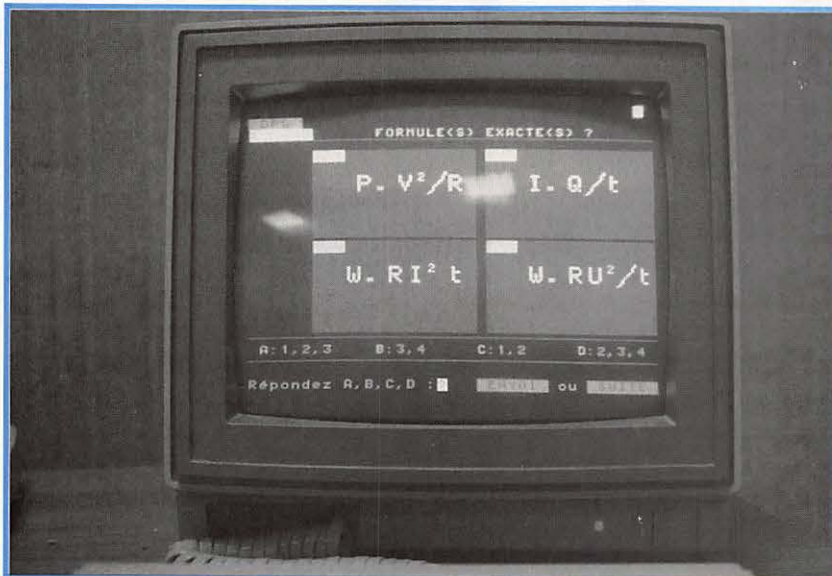 FORMULE(S) EXACTE(S) ?
P= V²/R
I= Q/t
W= RI² t
W= RU²/t
A:1,2,3 B:3,4 C:1,2 D:2,3,4
Répondez A,B,C,D : ENVOI ou SUITE